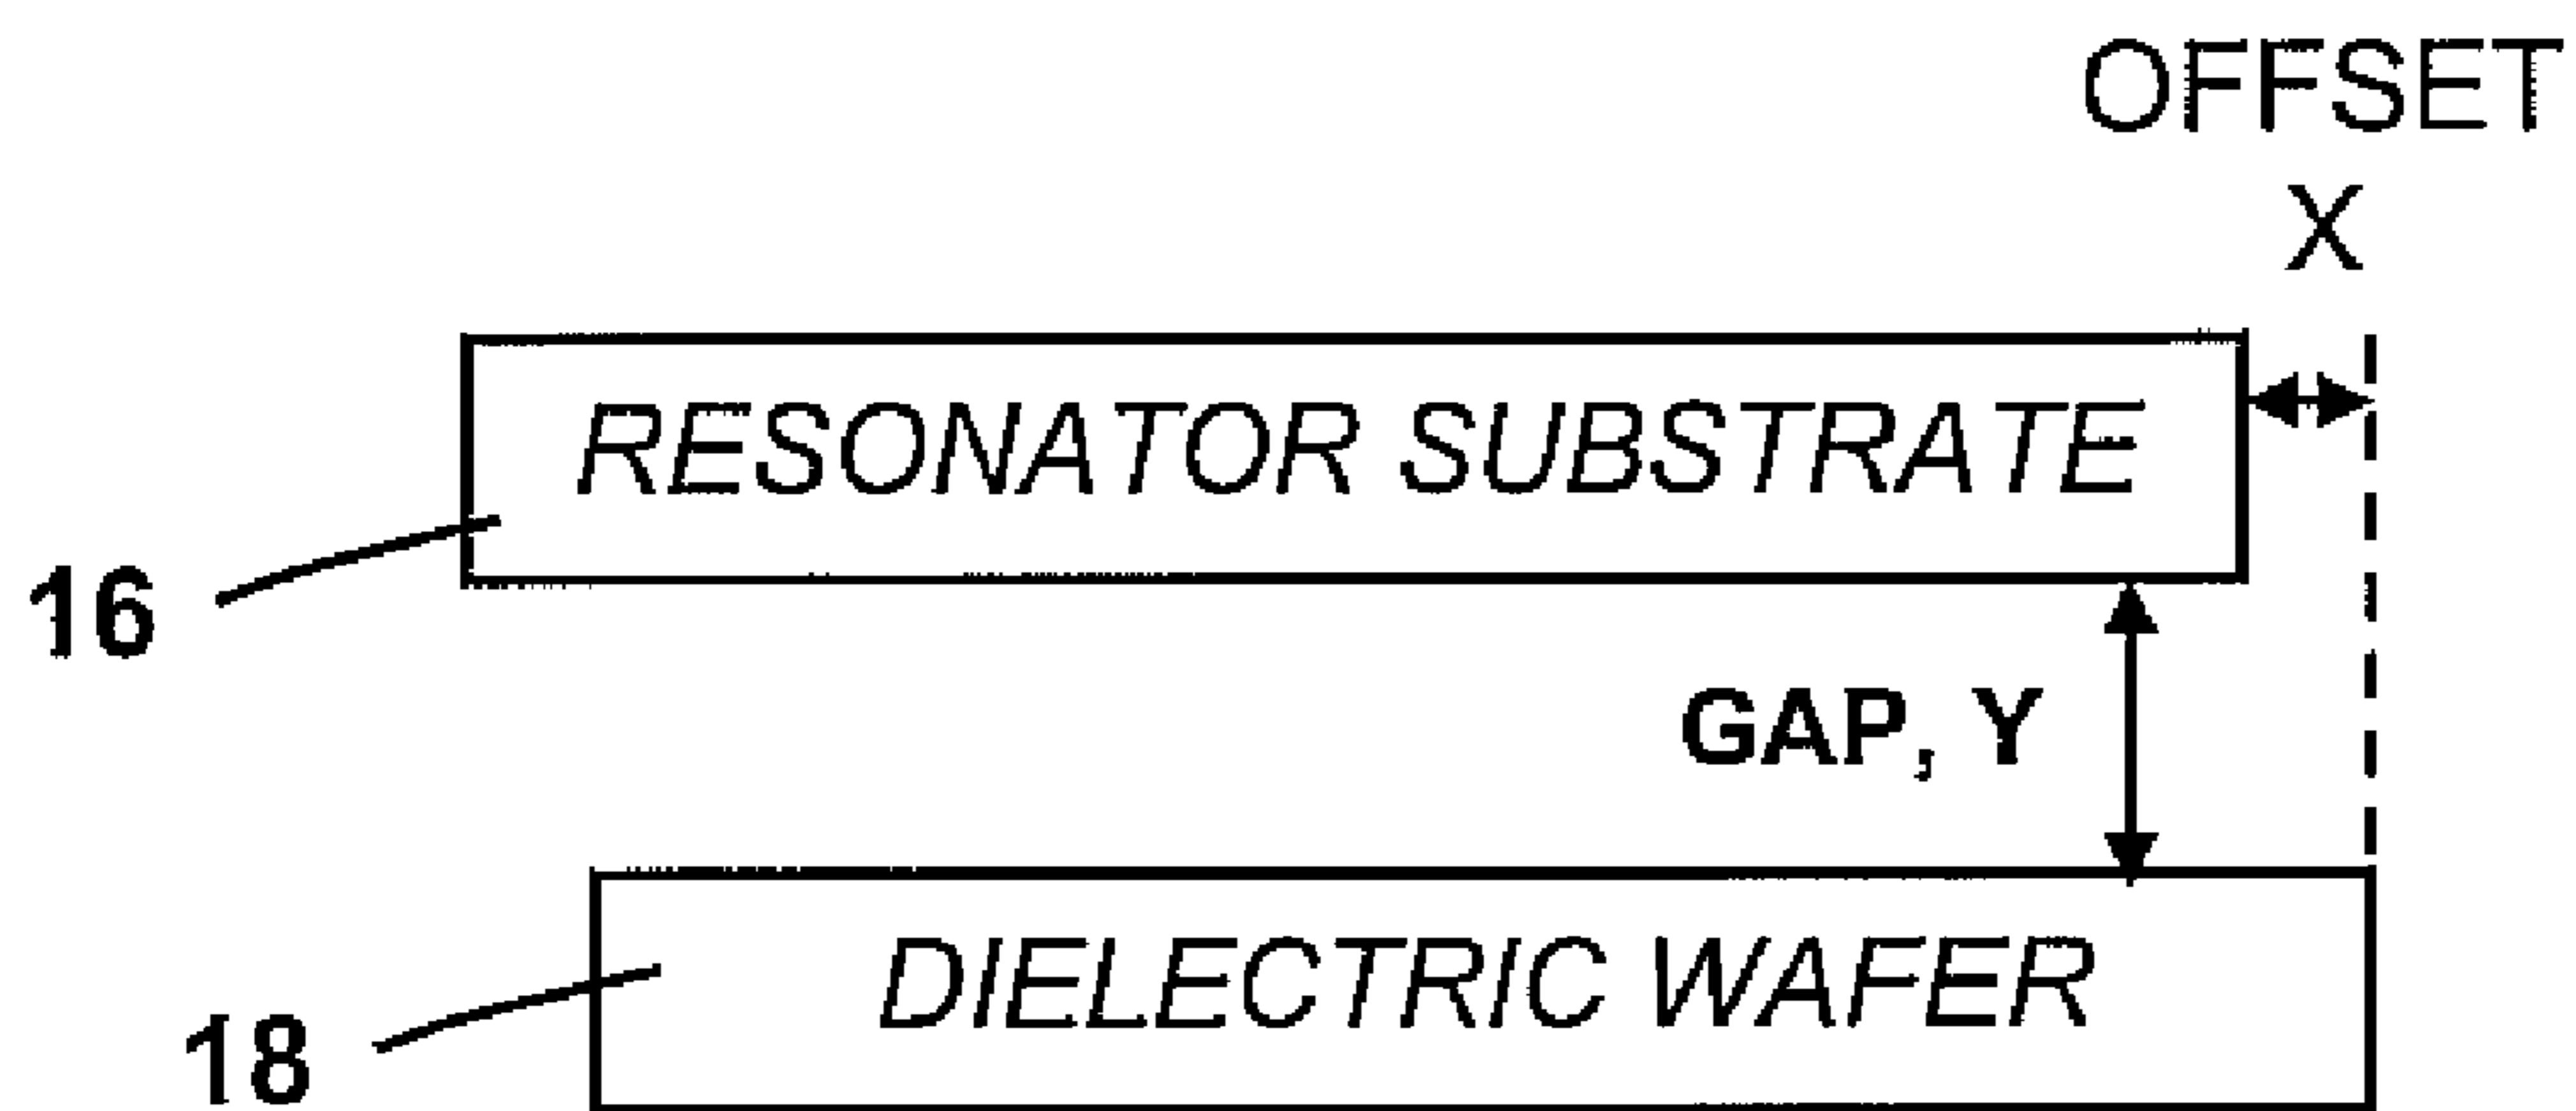 OFFSET
X
RESONATOR SUBSTRATE
16
GAP, Y
DIELECTRIC WAFER
18